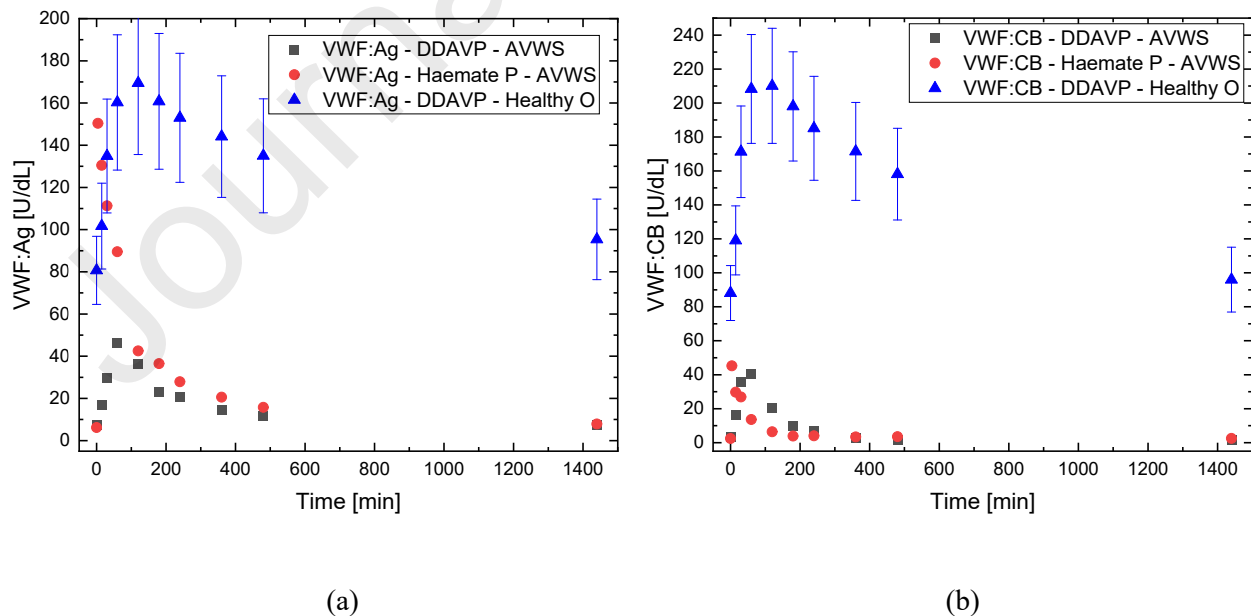 Journal
200
180
160
140
120
100
80
60
40
20
0
VWF:Ag [U/dL]
VWF:Ag - DDAVP - AVWS
VWF:Ag - Haemate P - AVWS
VWF:Ag - DDAVP - Healthy O
0 200 400 600 800 1000 1200 1400
Time [min]
(a)
240
220
200
180
160
140
120
100
80
60
40
20
0
VWF:CB [U/dL]
VWF:CB - DDAVP - AVWS
VWF:CB - Haemate P - AVWS
VWF:CB - DDAVP - Healthy O
0 200 400 600 800 1000 1200 1400
Time [min]
(b)